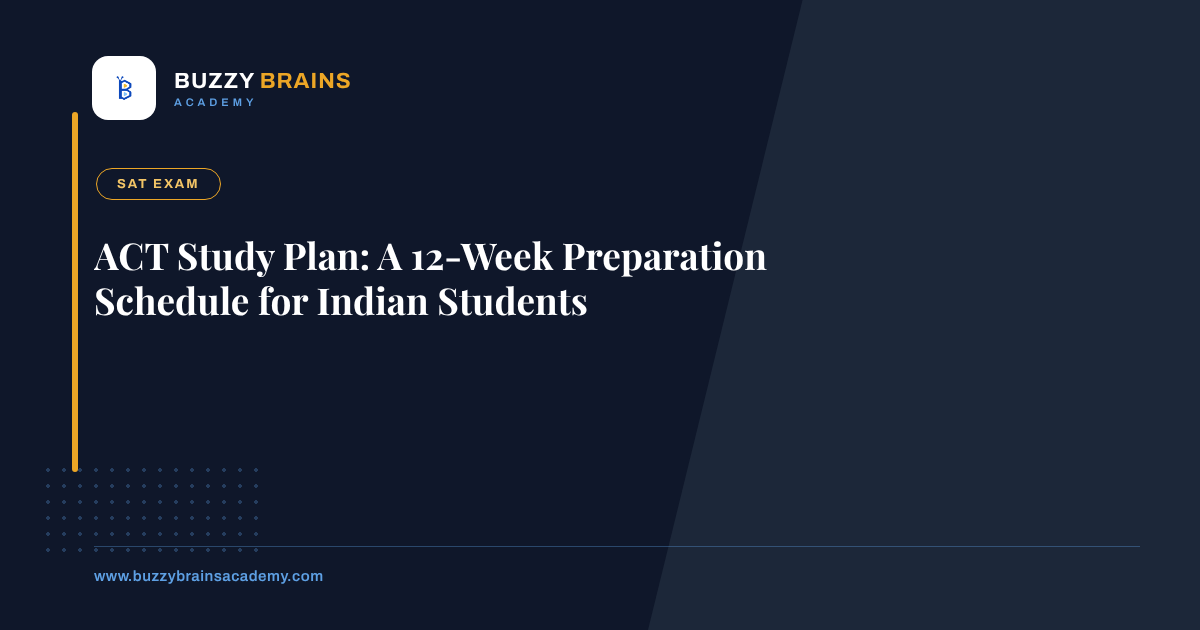 BUZZY BRAINS
ACADEMY
SAT EXAM
ACT Study Plan: A 12-Week Preparation
Schedule for Indian Students
www.buzzybrainsacademy.com